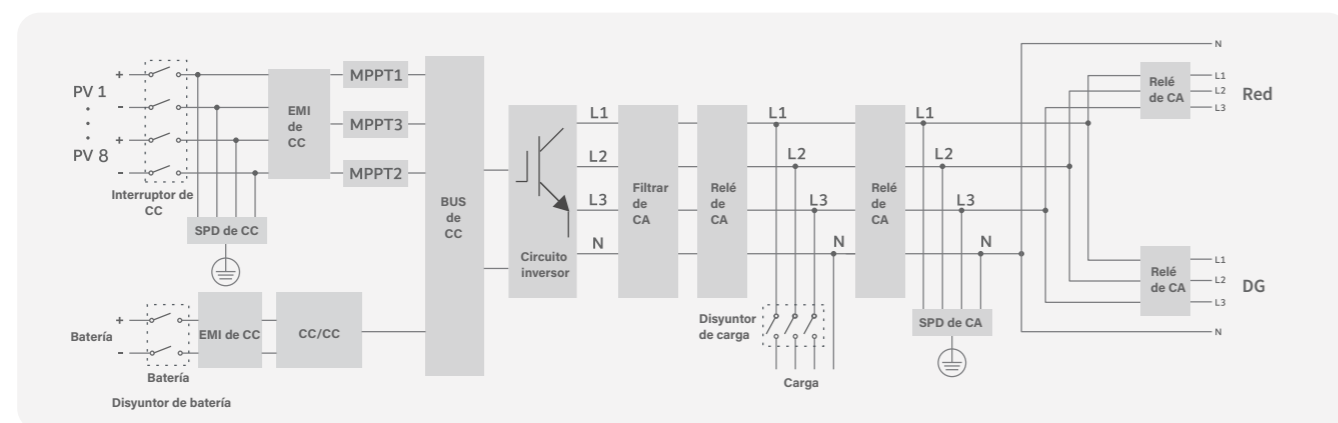 PV 1
+
-
PV 8
+
-
Interruptor de
CC
SPD de CC
EMI
de
CC
MPPT1
MPPT3
MPPT2
Batería
+
-
Batería
Disyuntor de batería
EMI de CC
CC/CC
BUS
de
CC
Circuito
inversor
L1
L2
L3
N
Filtrar
de
CA
Relé
de
CA
L1
L2
L3
N
Disyuntor
de carga
Carga
Relé
de
CA
L1
L2
L3
N
SPD de CA
N
Relé
de CA
L1
L2
L3
Red
Relé
de CA
L1
L2
L3
DG
N